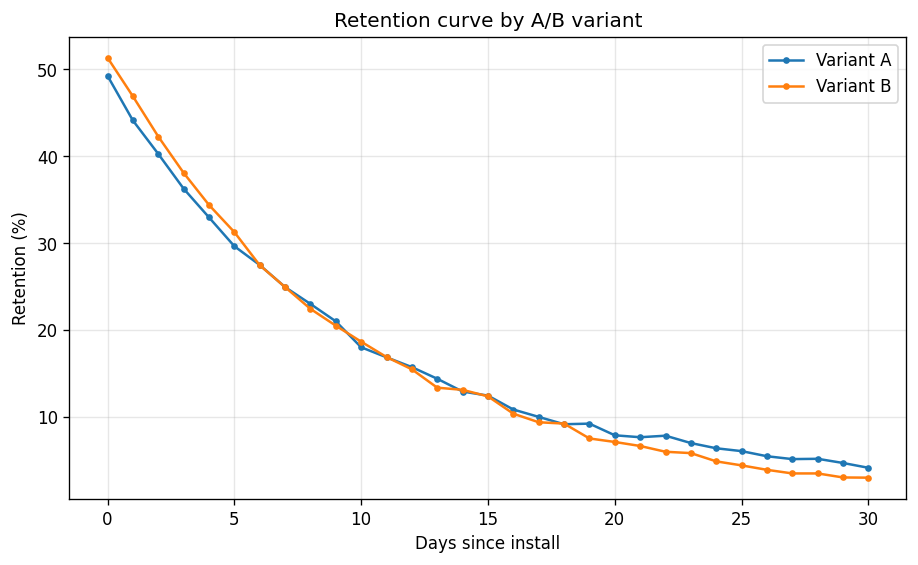 Retention curve by A/B variant
Variant A
Variant B
Retention (%)
50
40
30
20
10
0 5 10 15 20 25 30
Days since install